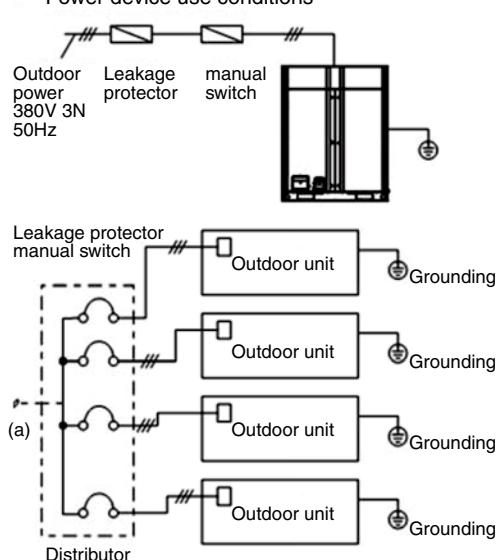 Power device use conditions
Outdoor power 380V 3N 50Hz
Leakage protector
manual switch
Leakage protector
manual switch
Outdoor unit
Grounding
Outdoor unit
Grounding
(a)
Outdoor unit
Grounding
Outdoor unit
Grounding
Distributor